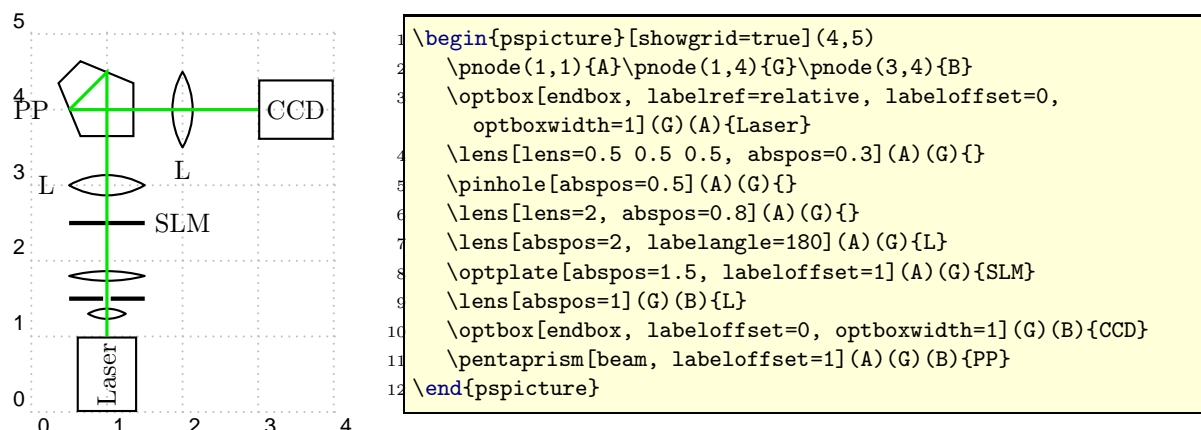 5
4
3
2
1
0
0 1 2 3 4
PP
CCD
L
L
SLM
Laser
1 \begin{pspicture}[showgrid=true](4,5)
2 \pnode(1,1){A}\pnode(1,4){G}\pnode(3,4){B}
3 \optbox[endbox, labelref=relative, labeloffset=0,
optboxwidth=1](G)(A){Laser}
4 \lens[lens=0.5 0.5 0.5, abspos=0.3](A)(G){}
5 \pinhole[abspos=0.5](A)(G){}
6 \lens[lens=2, abspos=0.8](A)(G){}
7 \lens[abspos=2, labelangle=180](A)(G){L}
8 \optplate[abspos=1.5, labeloffset=1](A)(G){SLM}
9 \lens[abspos=1](G)(B){L}
10 \optbox[endbox, labeloffset=0, optboxwidth=1](G)(B){CCD}
11 \pentaprism[beam, labeloffset=1](A)(G)(B){PP}
12 \end{pspicture}